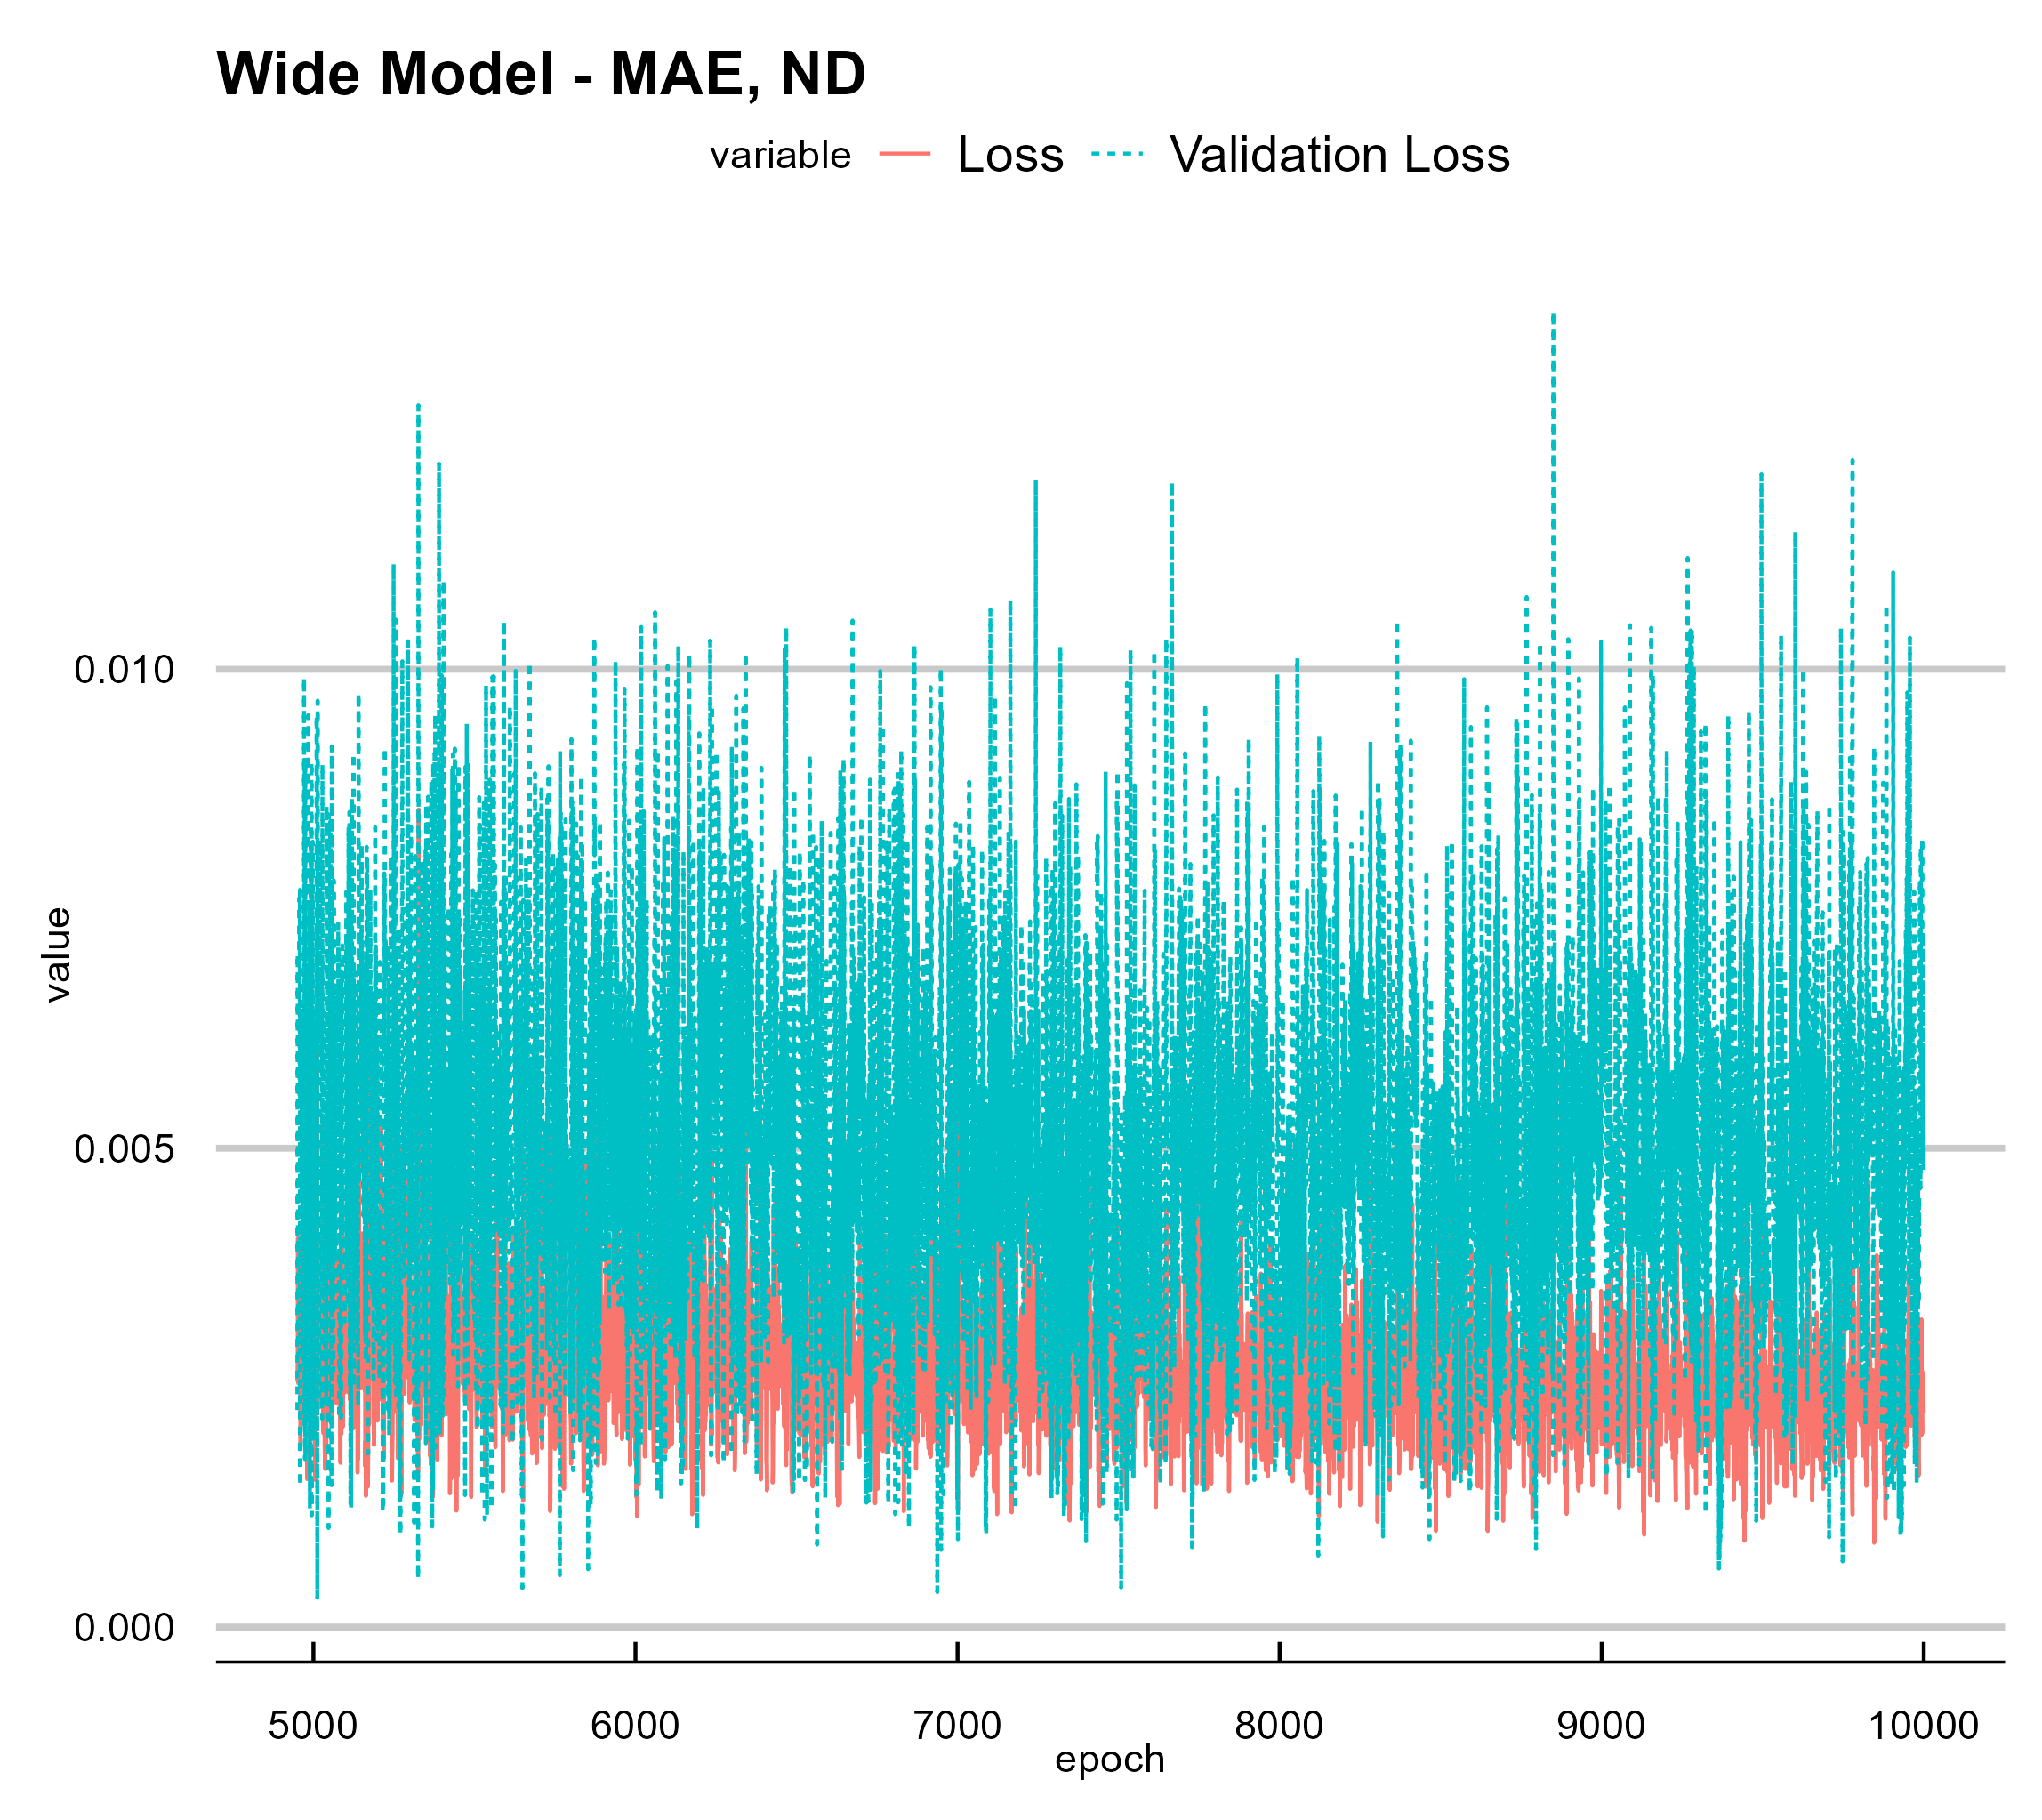 Wide Model - MAE, ND
variable Loss Validation Loss
0.010
0.005
0.000
value
5000 6000 7000 8000 9000 10000
epoch